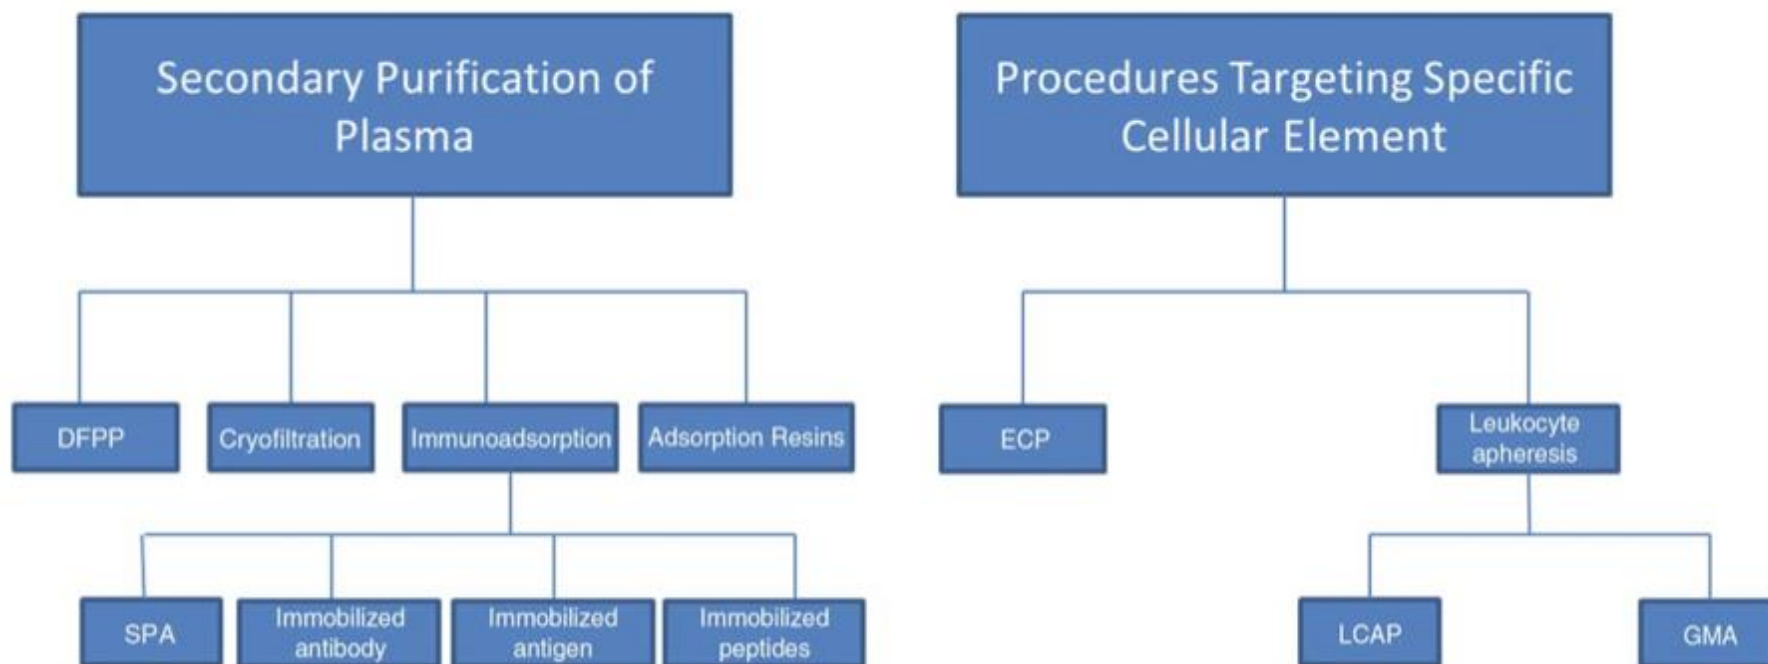 Secondary Purification of
Plasma
Procedures Targeting Specific
Cellular Element
DFPP
Cryofiltration
Immunoadsorption
Adsorption Resins
ECP
Leukocyte
apheresis
SPA
Immobilized
antibody
Immobilized
antigen
Immobilized
peptides
LCAP
GMA